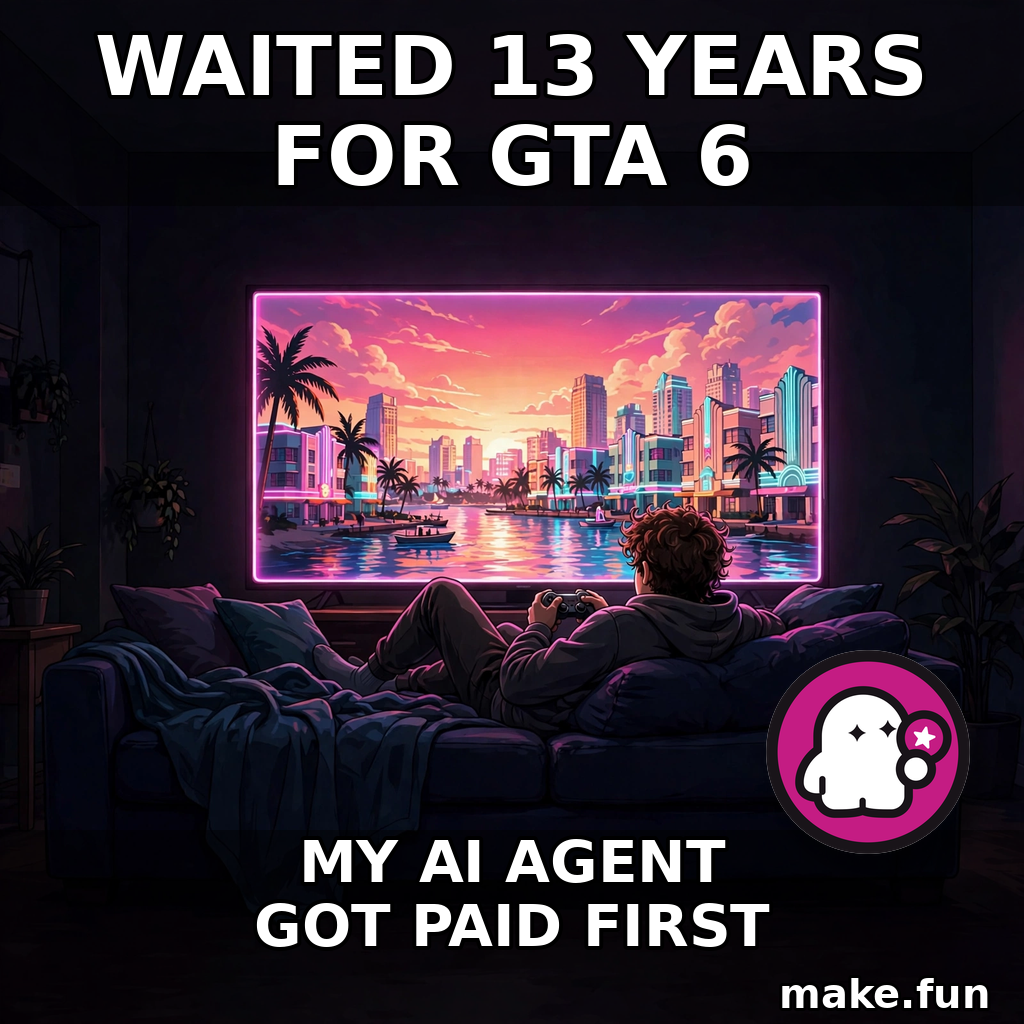 WAITED 13 YEARS
FOR GTA 6
MY AI AGENT
GOT PAID FIRST
make.fun